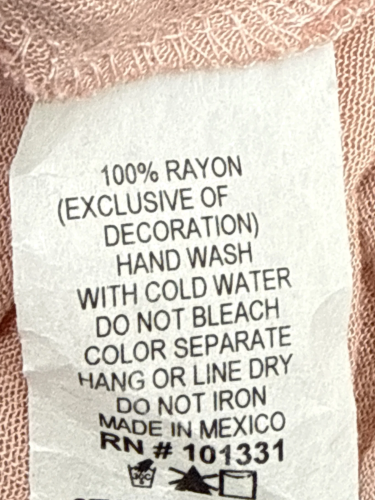 100% RAYON
(EXCLUSIVE OF
DECORATION)
HAND WASH
WITH COLD WATER
DO NOT BLEACH
COLOR SEPARATE
HANG OR LINE DRY
DO NOT IRON
MADE IN MEXICO
RN # 101331